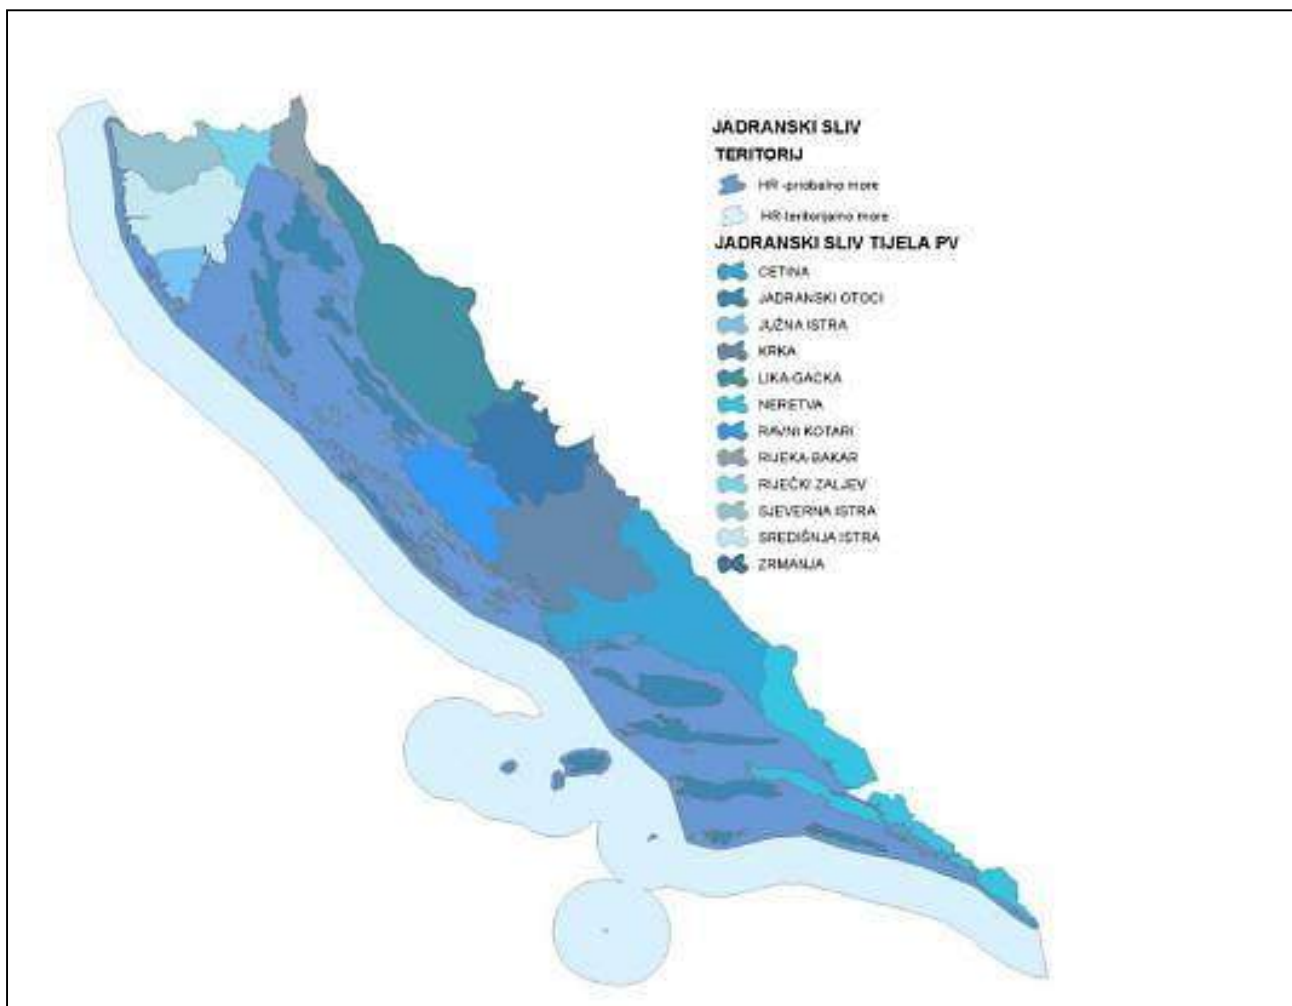 JADRANSKI SLIV
TERITORIJ
HR -priobalno more
HR-teritorijalno more
JADRANSKI SLIV TIJELA PV
CETINA
JADRANSKI OTOCI
JUŽNA ISTRA
KRKA
LIKA-GACKA
NERETVA
RAVNI KOTARI
RIJEKA-BAKAR
RIJEČKI ZALJEV
SJEVERNA ISTRA
SREDIŠNJA ISTRA
ZRMANJA